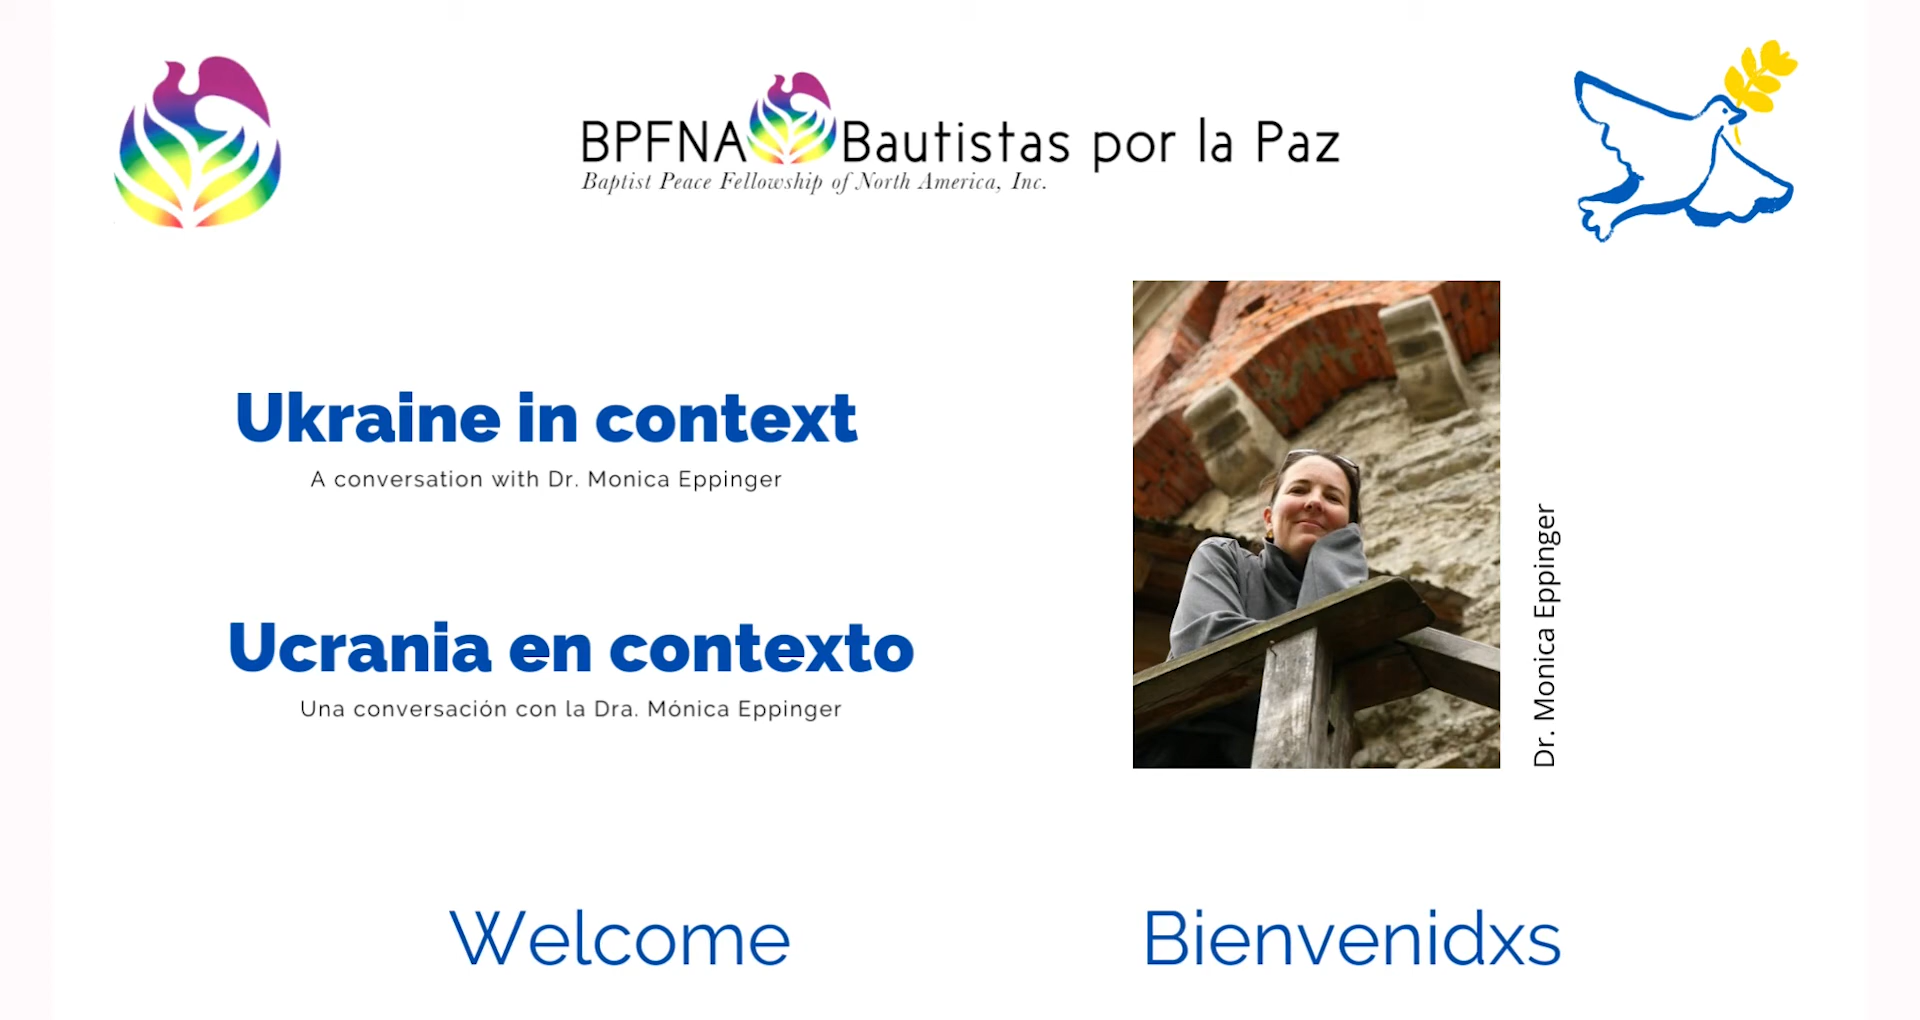 BPFNA Bautistas por la Paz
Baptist Peace Fellowship of North America, Inc.
Ukraine in context
A conversation with Dr. Monica Eppinger
Ucrania en contexto
Una conversación con la Dra. Mónica Eppinger
Dr. Monica Eppinger
Welcome
Bienvenidxs